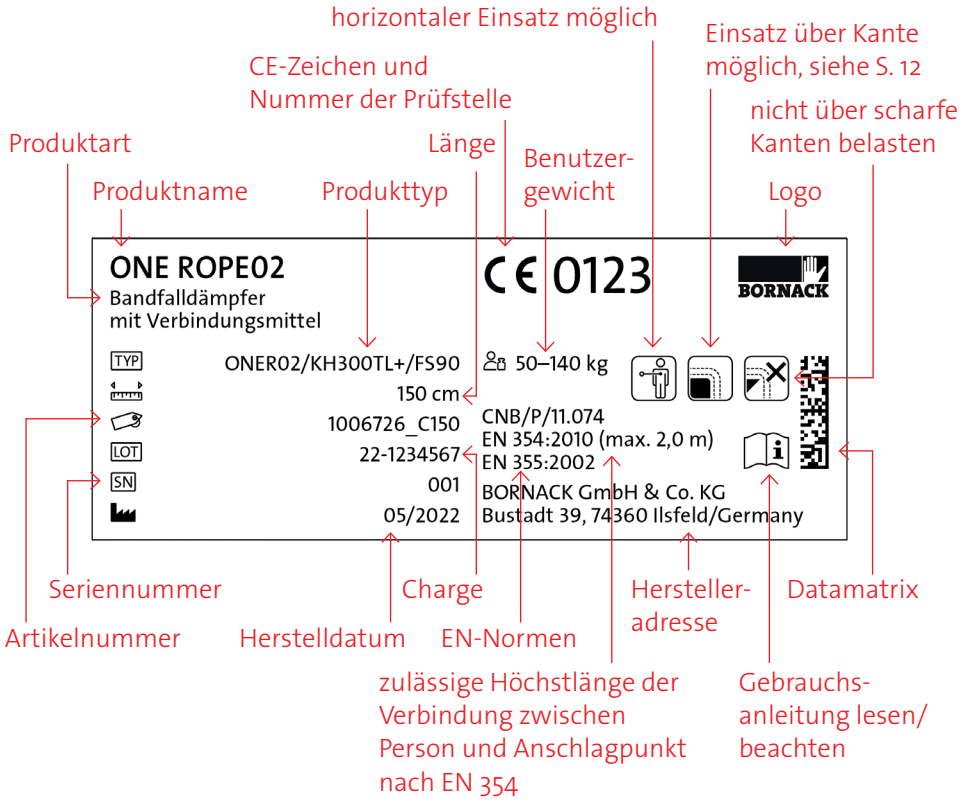 horizontaler Einsatz möglich
Einsatz über Kante
möglich, siehe S. 12
CE-Zeichen und
Nummer der Prüfstelle
nicht über scharfe
Kanten belasten
Produktart
Länge
Benutzer-
gewicht
Produktname
Produkttyp
Logo
ONE ROPE02
CE 0123
BORNACK
Bandfalldämpfer
mit Verbindungsmittel
TYP
ONER02/KH300TL+/FS90
50–140 kg
150 cm
1006726_C150
CNB/P/11.074
EN 354:2010 (max. 2,0 m)
LOT
22-1234567
EN 355:2002
i
SN
001
BORNACK GmbH & Co. KG
05/2022
Bustadt 39, 74360 Ilsfeld/Germany
Seriennummer
Charge
Hersteller-
adresse
Datamatrix
Artikelnummer
Herstelldatum
EN-Normen
zulässige Höchstlänge der
Verbindung zwischen
Person und Anschlagpunkt
nach EN 354
Gebrauchs-
anleitung lesen/
beachten